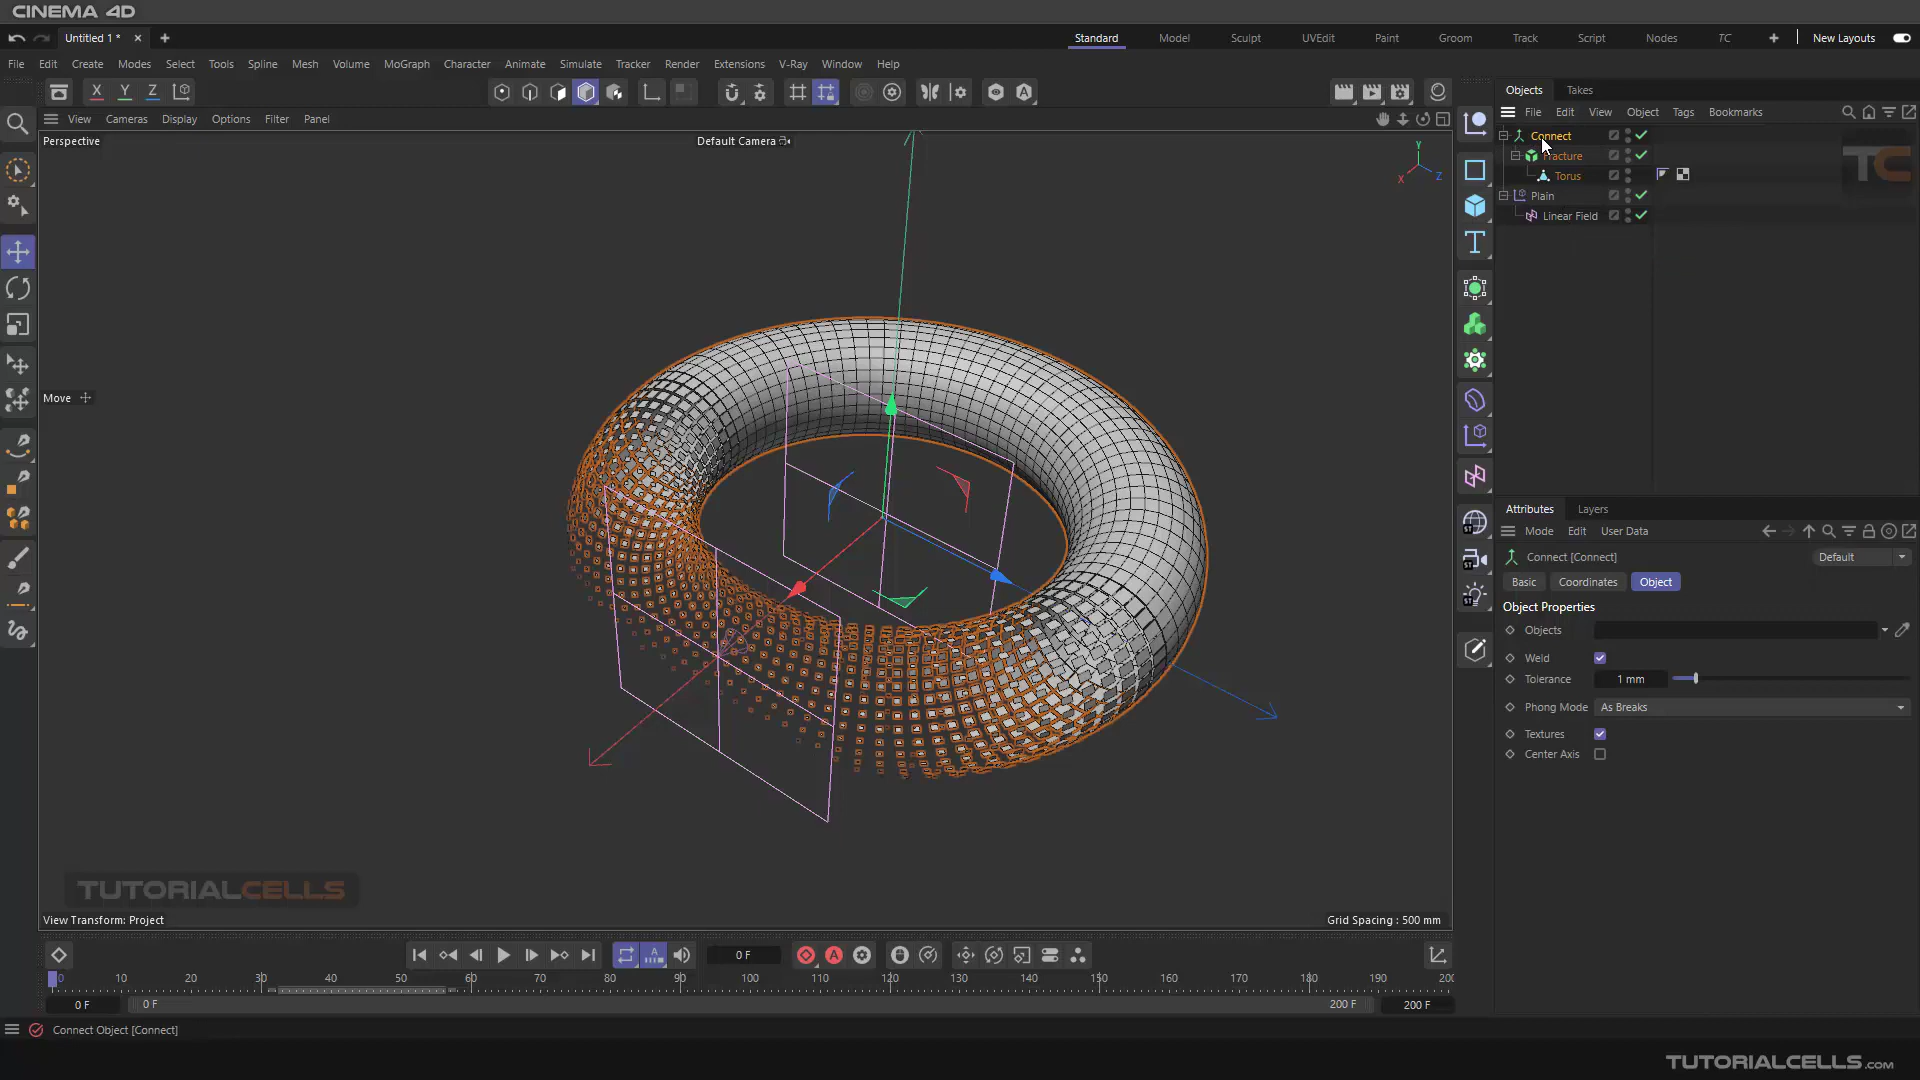 CINEMA 4D
Untitled 1 *
Standard
Model
Sculpt
UVEdit
Paint
Groom
Track
Script
Nodes
TC
New Layouts
File Edit Create Modes Select Tools Spline Mesh Volume MoGraph Character Animate Simulate Tracker Render Extensions V-Ray Window Help
X Y Z
View Cameras Display Options Filter Panel
Perspective
Default Camera
Y
X
Z
Move
TUTORIALCELLS
View Transform: Project
Grid Spacing : 500 mm
Objects
Takes
File Edit View Object Tags Bookmarks
Connect
Fracture
Torus
Plain
Linear Field
TC
Attributes
Layers
Mode Edit User Data
Connect [Connect]
Default
Basic
Coordinates
Object
Object Properties
Objects
Weld
Tolerance
1 mm
Phong Mode
As Breaks
Textures
Center Axis
0 F
0 10 20 30 40 50 60 70 80 90 100 110 120 130 140 150 160 170 180 190 200
0 F
0 F
200 F
200 F
Connect Object [Connect]
TUTORIALCELLS.com